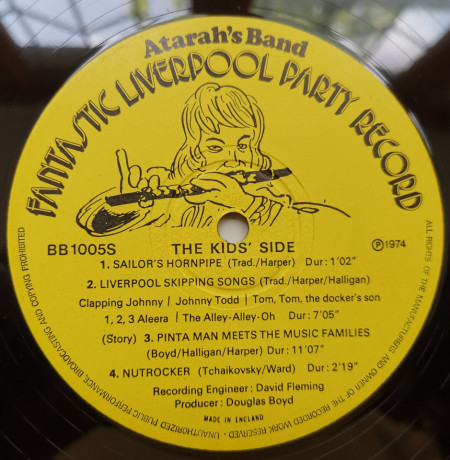 Atarah's Band
FANTASTIC LIVERPOOL PARTY RECORD
BB1005S
THE KIDS' SIDE
Ⓟ1974
1. SAILOR'S HORNPIPE (Trad./Harper) Dur: 1'02"
2. LIVERPOOL SKIPPING SONGS (Trad./Harper/Halligan)
Clapping Johnny / Johnny Todd / Tom, Tom, the docker's son
1, 2, 3 Aleera / The Alley-Alley-Oh Dur: 7'05"
(Story) 3. PINTA MAN MEETS THE MUSIC FAMILIES
(Boyd/Halligan/Harper) Dur: 11'07"
4. NUTROCKER (Tchaikovsky/Ward) Dur: 2'19"
Recording Engineer: David Fleming
Producer: Douglas Boyd
MADE IN ENGLAND
ALL RIGHTS OF THE MANUFACTURERS AND OWNER OF THE RECORDED WORK RESERVED. UNAUTHORIZED PUBLIC PERFORMANCE, BROADCASTING AND COPYING PROHIBITED